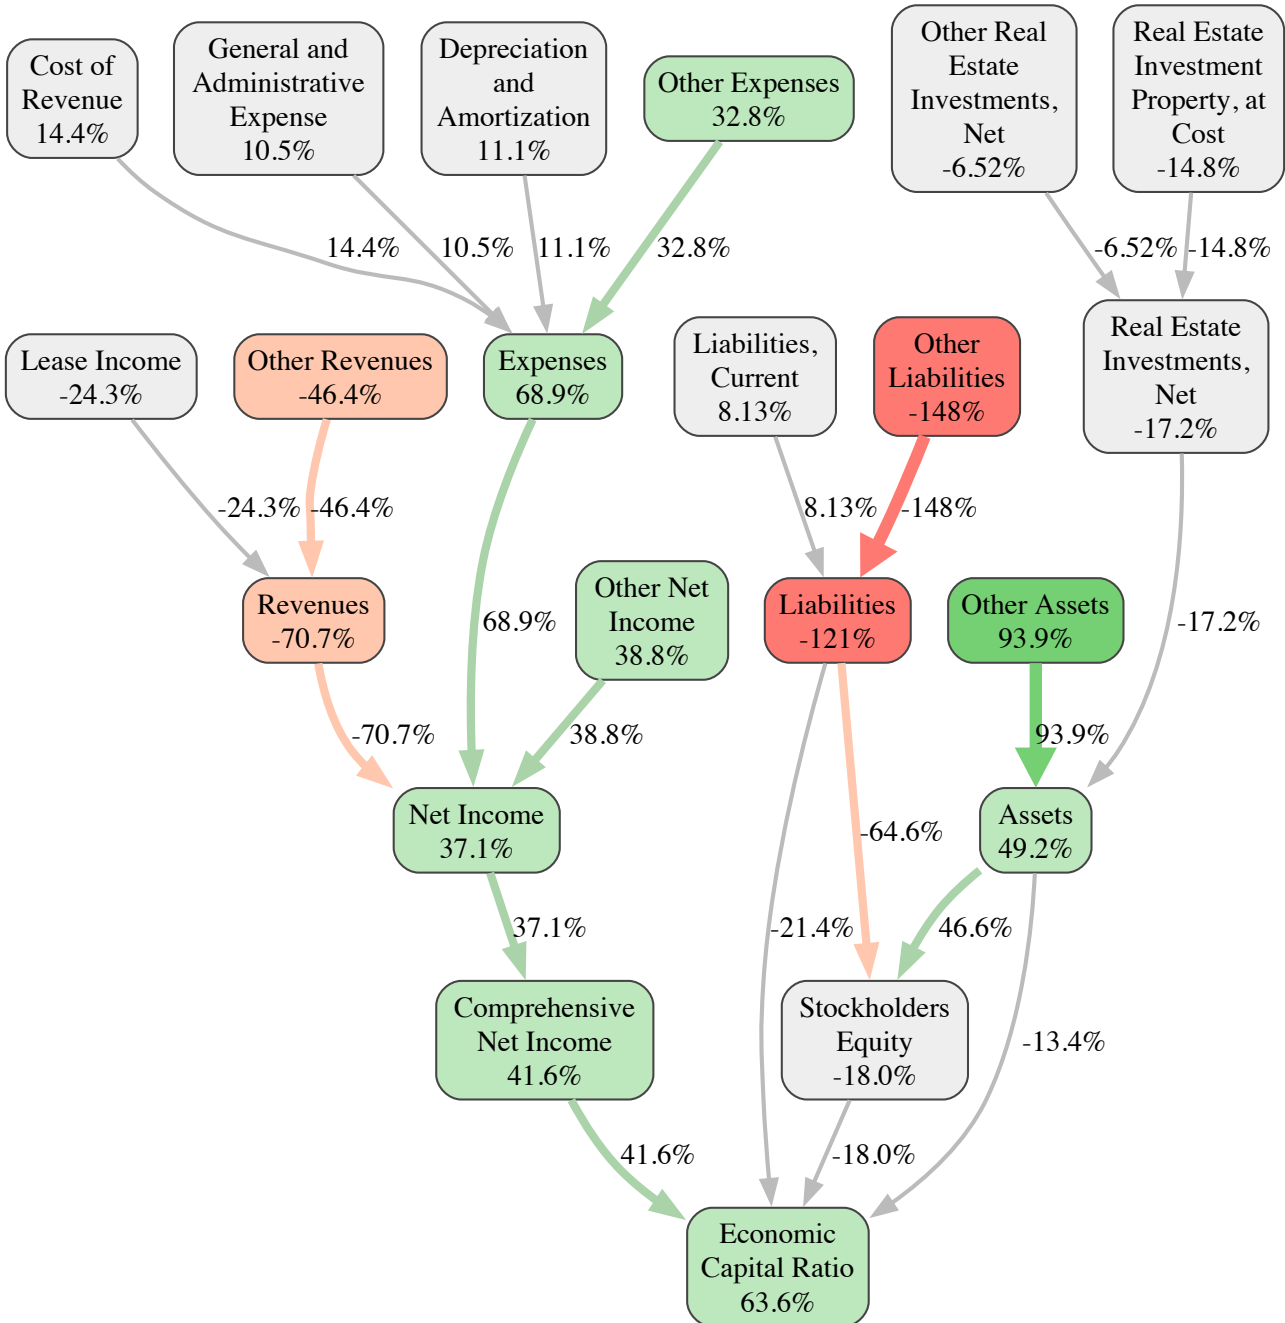 Cost of
Revenue
14.4%
General and
Administrative
Expense
10.5%
Depreciation
and
Amortization
11.1%
Other Expenses
32.8%
Other Real
Estate
Investments,
Net
-6.52%
Real Estate
Investment
Property, at
Cost
-14.8%
14.4%
10.5%
11.1%
32.8%
-6.52%
-14.8%
Lease Income
-24.3%
Other Revenues
-46.4%
Expenses
68.9%
Liabilities,
Current
8.13%
Other
Liabilities
-148%
Real Estate
Investments,
Net
-17.2%
-24.3%
-46.4%
8.13%
-148%
Revenues
-70.7%
68.9%
Other Net
Income
38.8%
Liabilities
-121%
Other Assets
93.9%
-17.2%
-70.7%
38.8%
93.9%
Net Income
37.1%
-64.6%
Assets
49.2%
37.1%
-21.4%
46.6%
Comprehensive
Net Income
41.6%
Stockholders
Equity
-18.0%
-13.4%
41.6%
-18.0%
Economic
Capital Ratio
63.6%